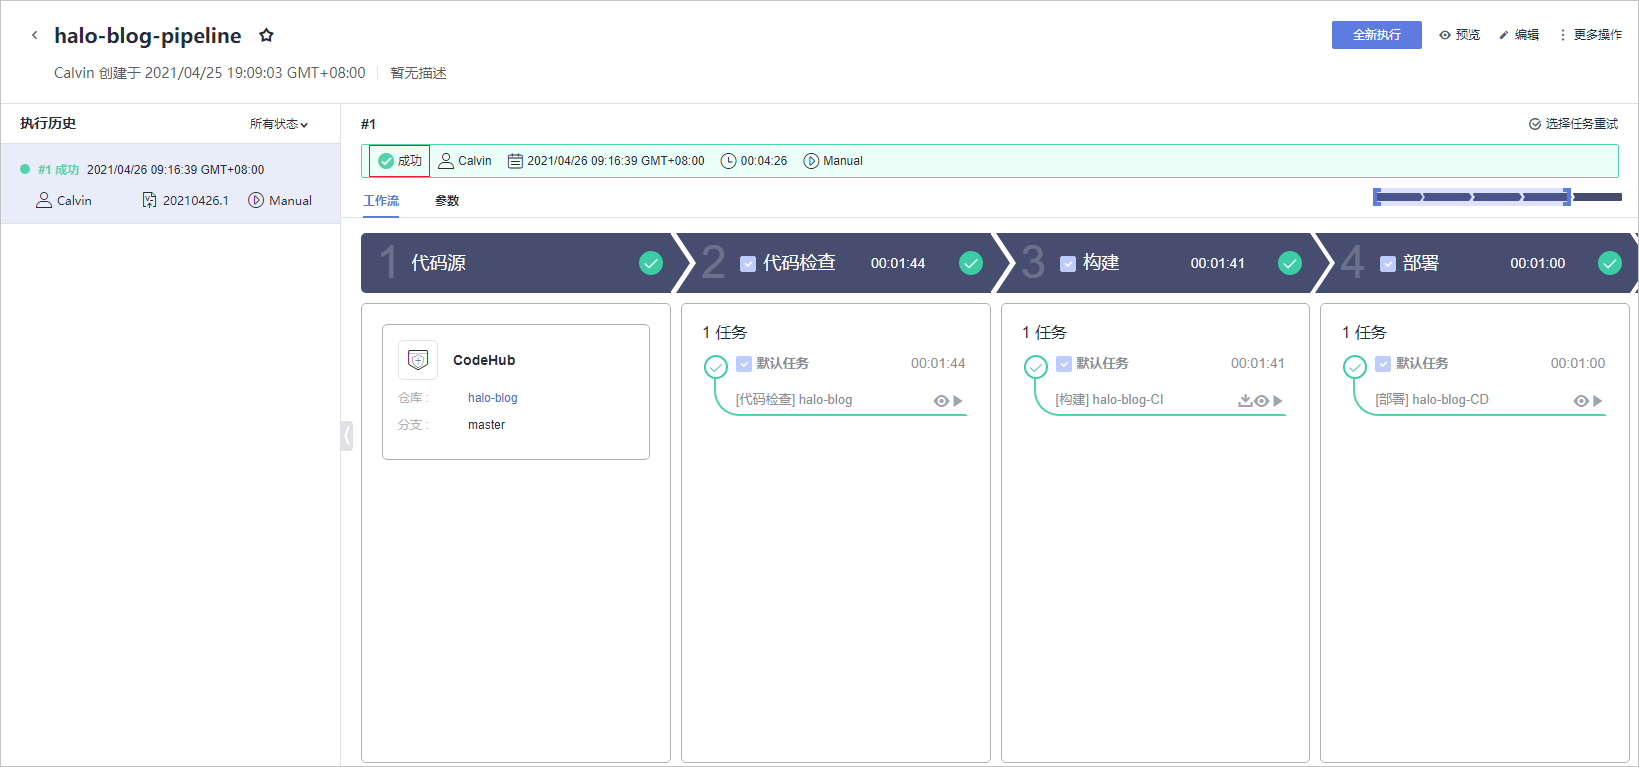 halo-blog-pipeline
全新执行 预览 编辑 更多操作
Calvin 创建于 2021/04/25 19:09:03 GMT+08:00 暂无描述
执行历史 所有状态
#1 成功 2021/04/26 09:16:39 GMT+08:00
Calvin 20210426.1 Manual
#1 选择任务重试
成功 Calvin 2021/04/26 09:16:39 GMT+08:00 00:04:26 Manual
工作流 参数
1 代码源
2 代码检查 00:01:44
3 构建 00:01:41
4 部署 00:01:00
CodeHub
仓库： halo-blog
分支： master
1 任务
默认任务 00:01:44
[代码检查] halo-blog
1 任务
默认任务 00:01:41
[构建] halo-blog-CI
1 任务
默认任务 00:01:00
[部署] halo-blog-CD